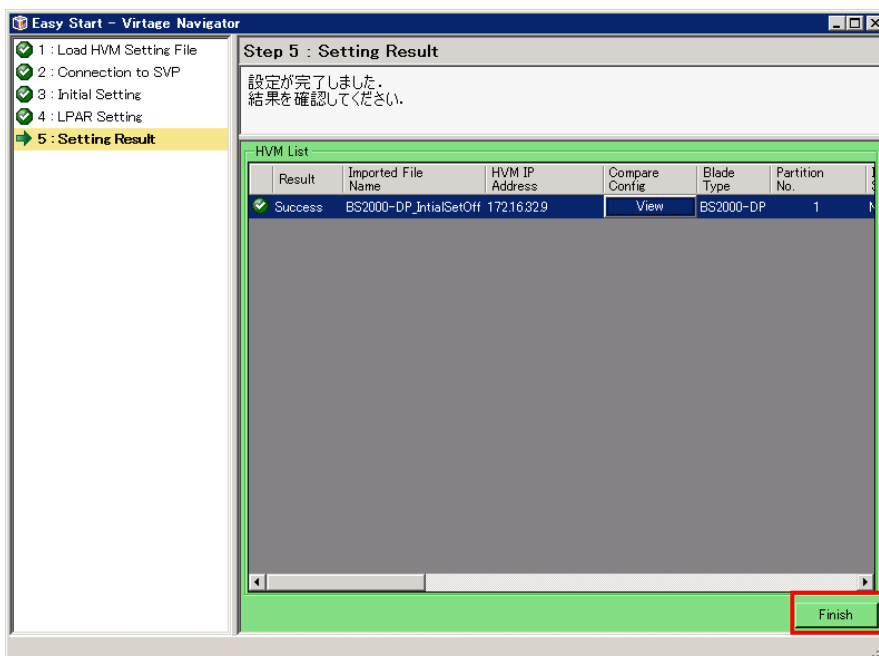 Easy Start - Virtage Navigator
1 : Load HVM Setting File
2 : Connection to SVP
3 : Initial Setting
4 : LPAR Setting
5 : Setting Result
Step 5 : Setting Result
設定が完了しました.
結果を確認してください.
HVM List
Result Imported File Name HVM IP Address Compare Config Blade Type Partition No.
Success BS2000-DP_IntialSetOff 172.16.32.9 View BS2000-DP 1
Finish